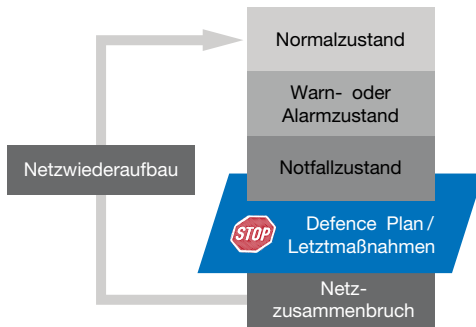 Normalzustand
Warn- oder
Alarmzustand
Netzwiederaufbau
Notfallzustand
STOP
Defence Plan /
Letztmaßnahmen
Netz-
zusammenbruch